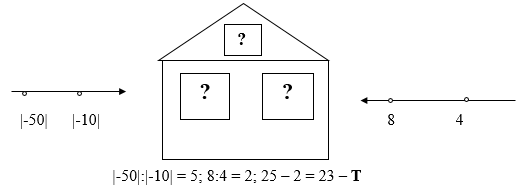 ?
? ?
|-50| |-10| 8 4
|-50|:|-10| = 5; 8:4 = 2; 25 – 2 = 23 – T